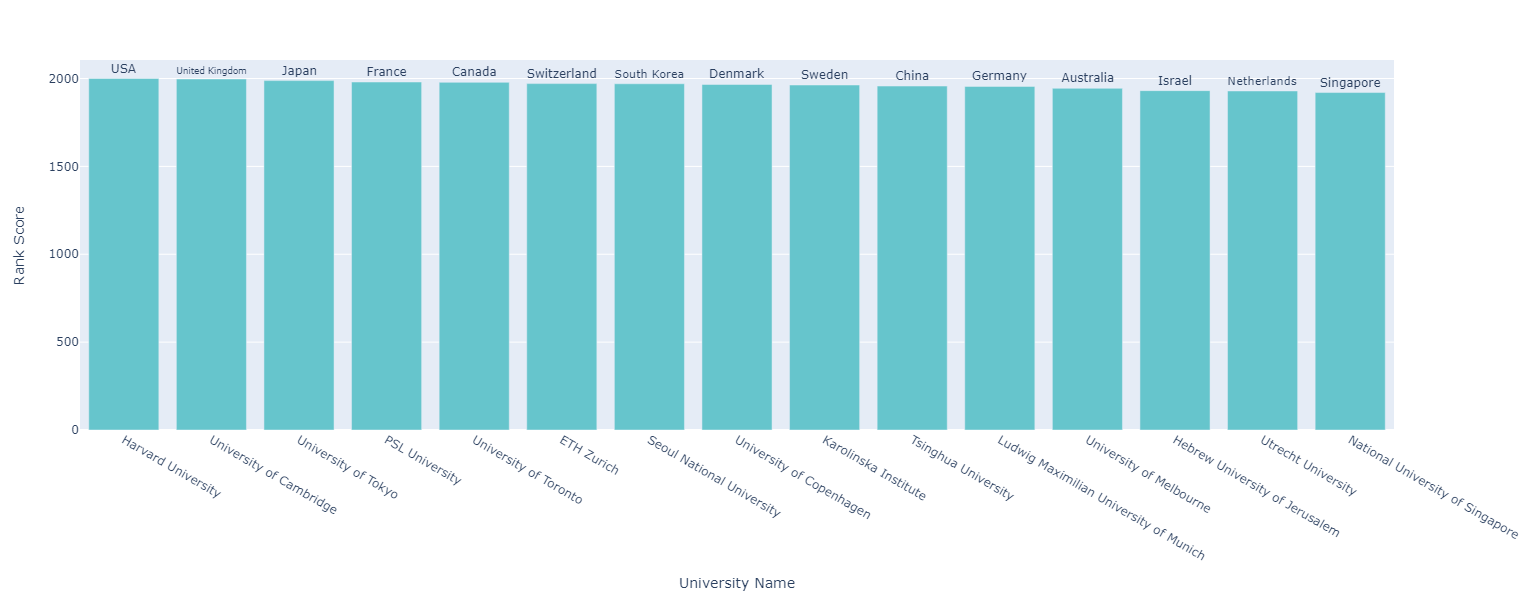 USA
United Kingdom
Japan
France
Canada
Switzerland
South Korea
Denmark
Sweden
China
Germany
Australia
Israel
Netherlands
Singapore
2000
1500
1000
500
0
Rank Score
Harvard University
University of Cambridge
University of Tokyo
PSL University
University of Toronto
ETH Zurich
Seoul National University
University of Copenhagen
Karolinska Institute
Tsinghua University
Ludwig Maximilian University of Munich
University of Melbourne
Hebrew University of Jerusalem
Utrecht University
National University of Singapore
University Name